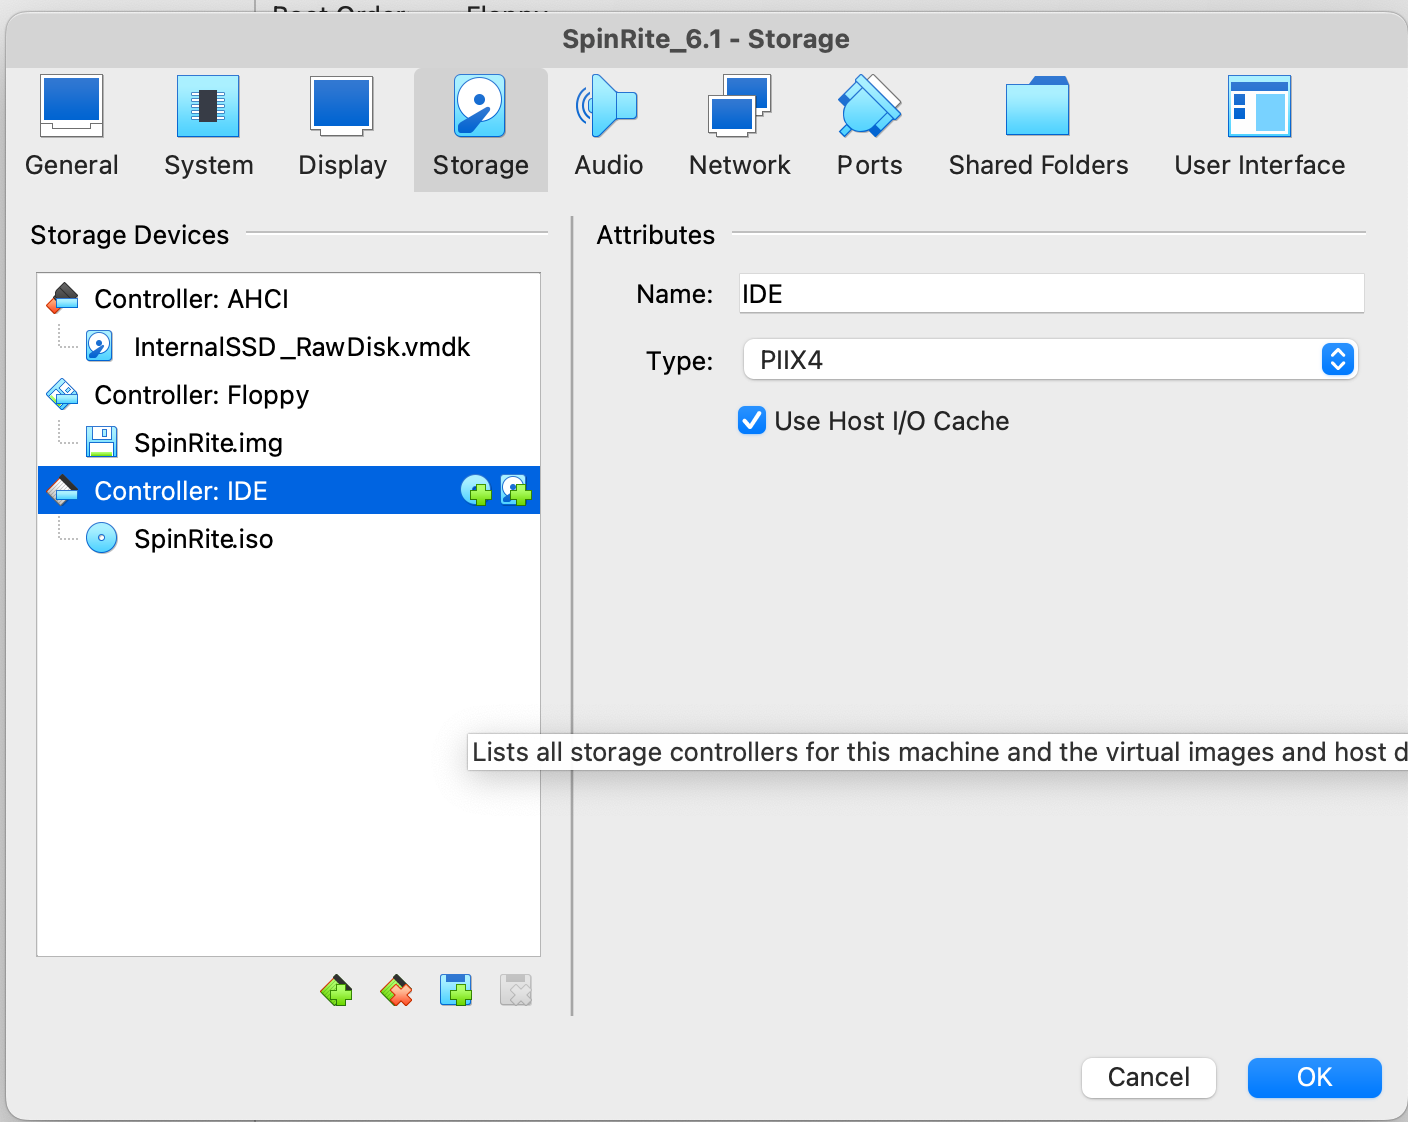 SpinRite_6.1 - Storage
General
System
Display
Storage
Audio
Network
Ports
Shared Folders
User Interface
Storage Devices
Controller: AHCI
InternalSSD_RawDisk.vmdk
Controller: Floppy
SpinRite.img
Controller: IDE
SpinRite.iso
Attributes
Name: IDE
Type: PIIX4
Use Host I/O Cache
Lists all storage controllers for this machine and the virtual images and host
Cancel
OK